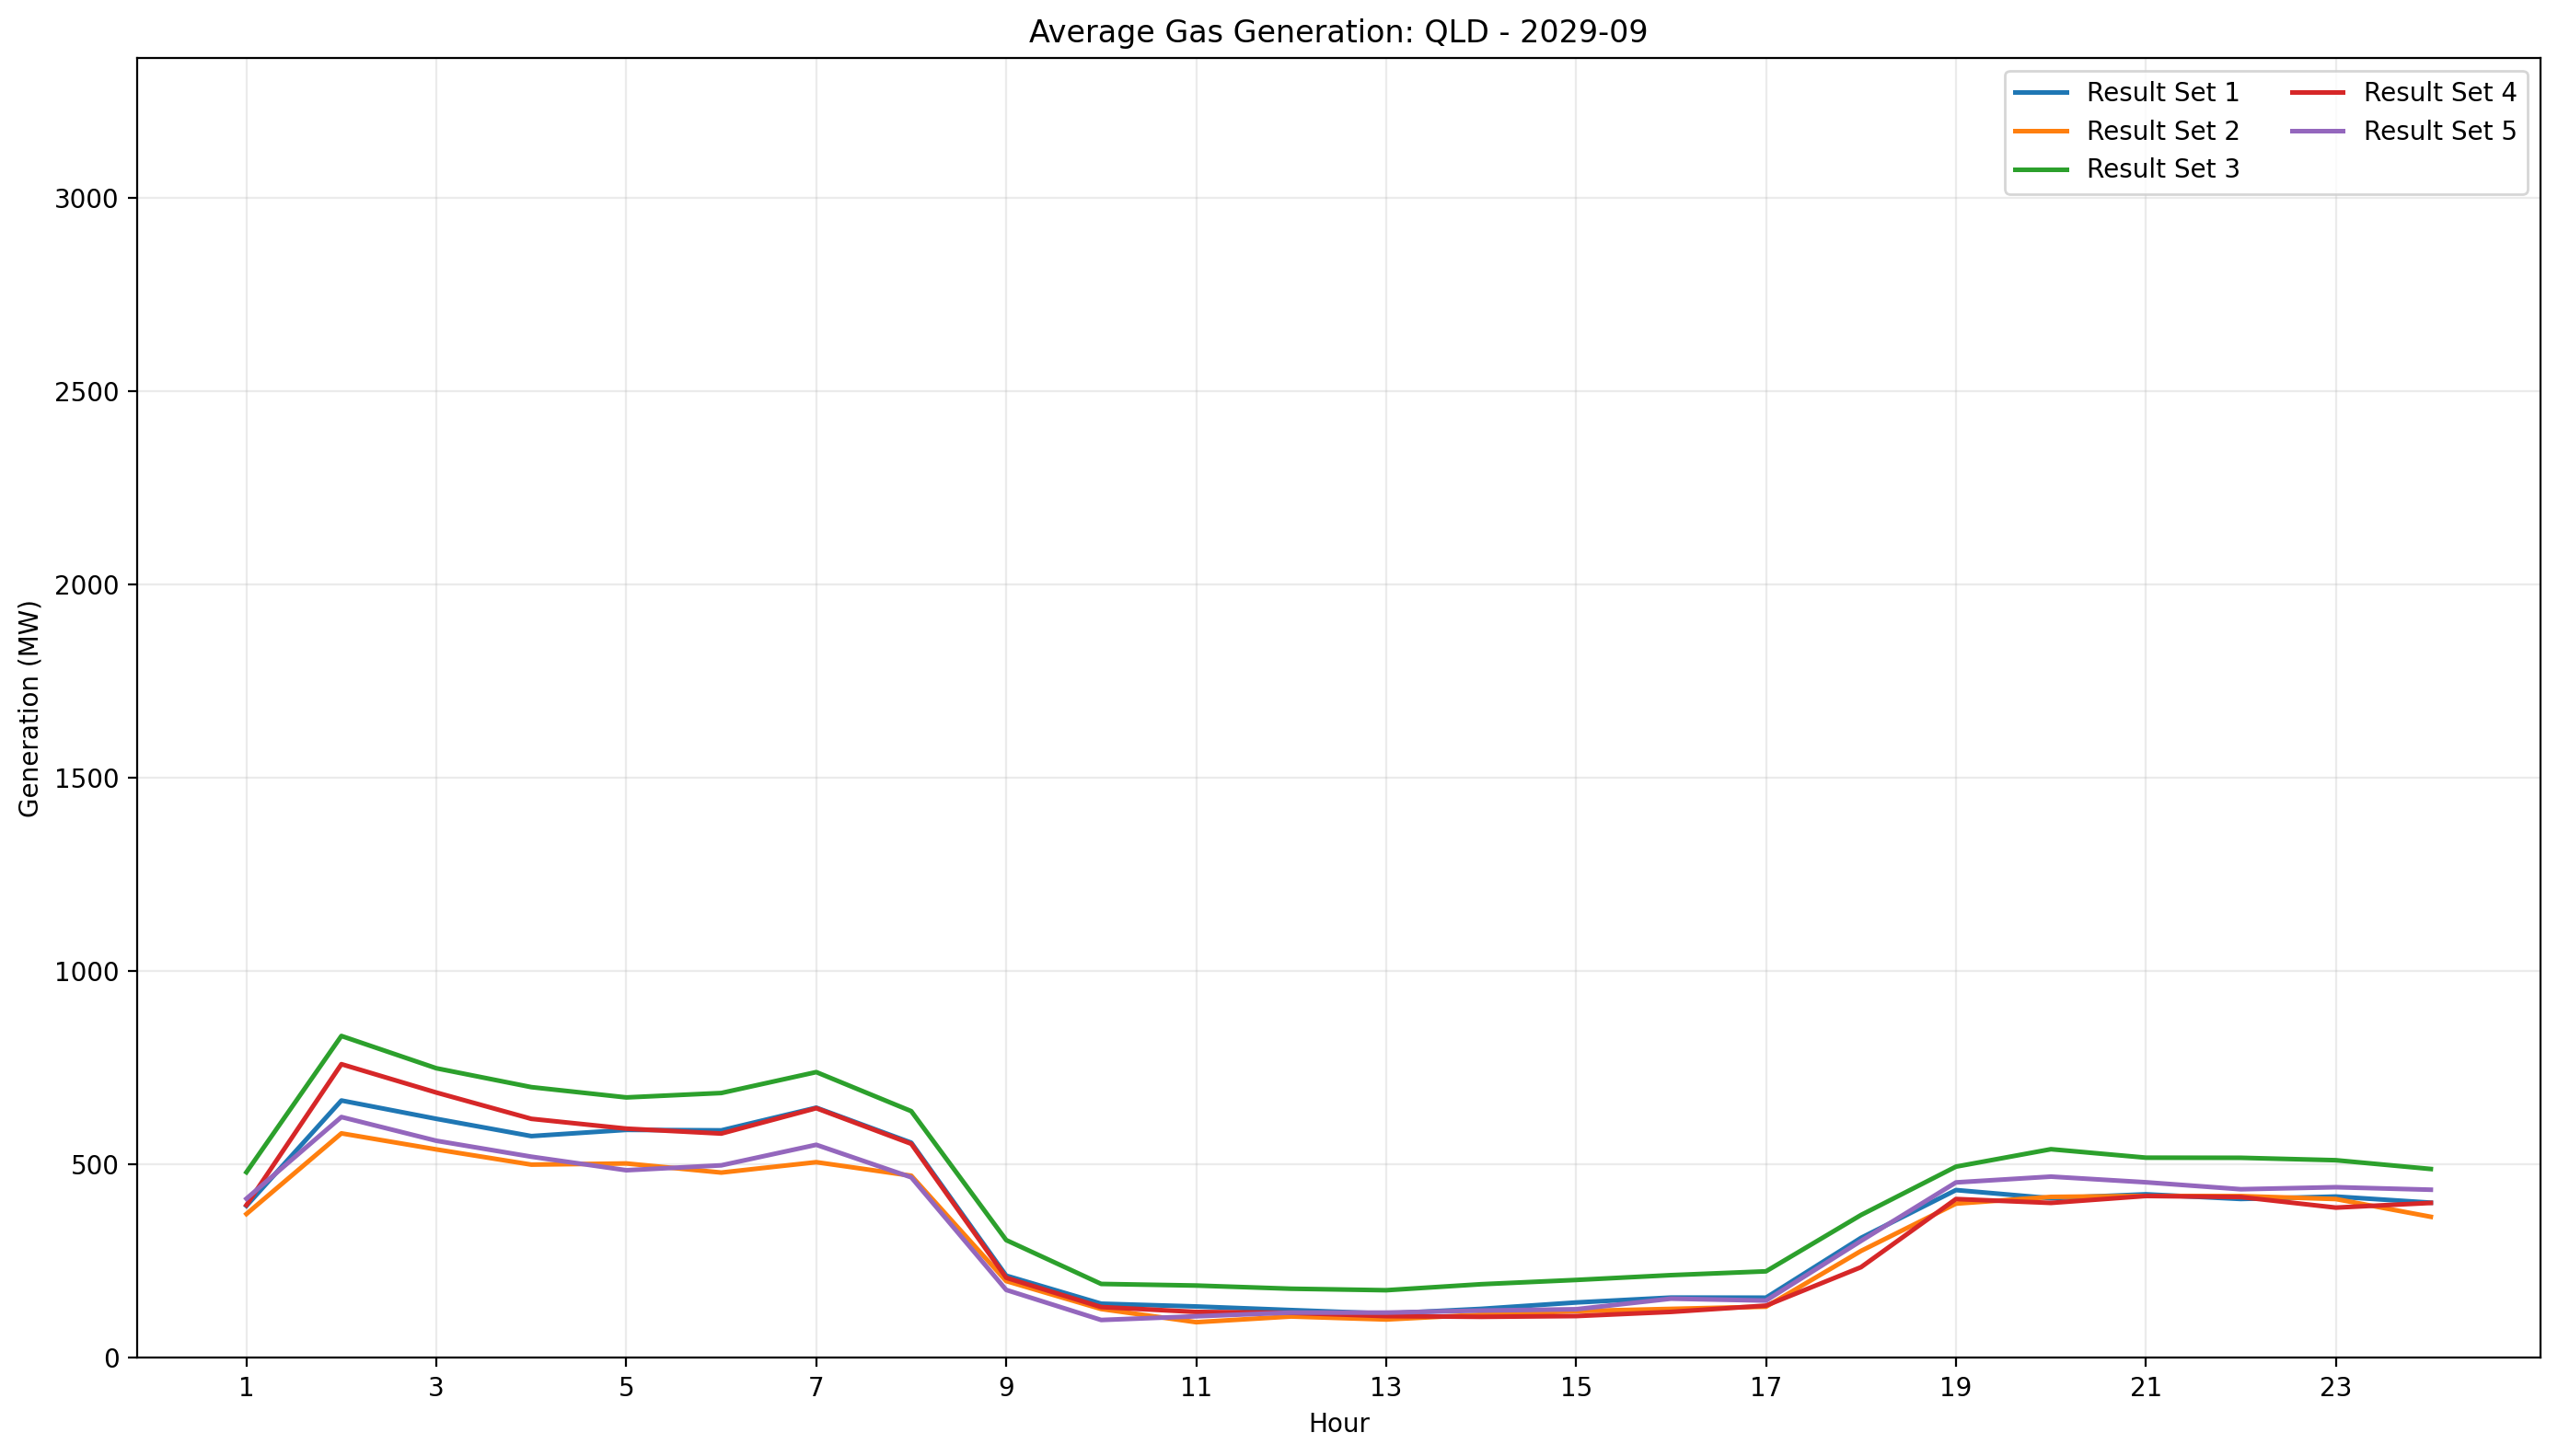 Average Gas Generation: QLD - 2029-09
Result Set 1
Result Set 2
Result Set 3
Result Set 4
Result Set 5
Generation (MW)
3000
2500
2000
1500
1000
500
0
1 3 5 7 9 11 13 15 17 19 21 23
Hour